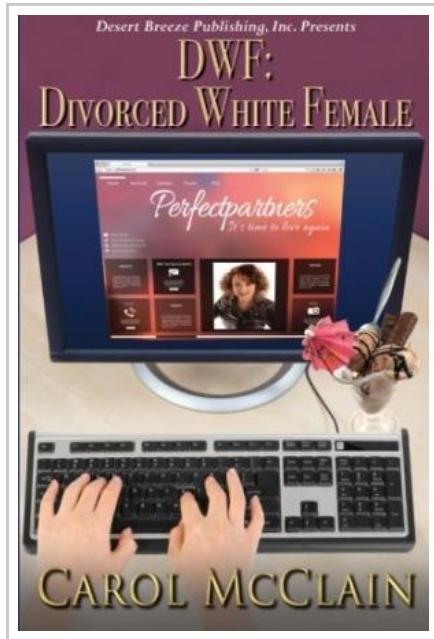 Desert Breeze Publishing, Inc. Presents
DWF:
DIVORCED WHITE FEMALE
Perfectpartners
It's time to love again
CAROL MCCLAIN